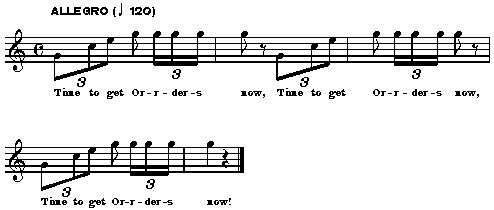 ALLEGRO (♩ 120)
Time to get Or-r-der-s now, Time to get Or-r-der-s now,
Time to get Or-r-der-s now!